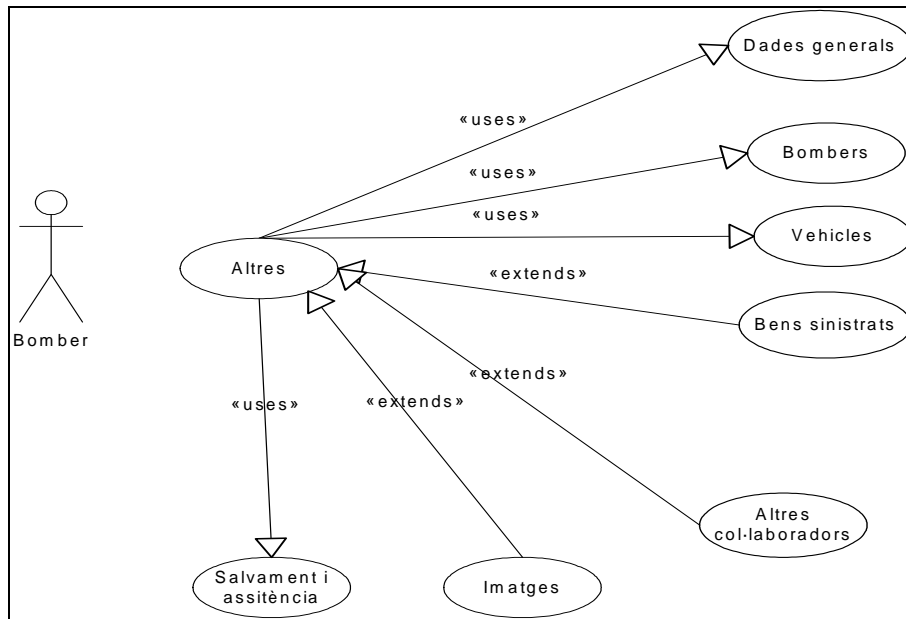 Dades generals
«uses»
Bombers
«uses»
«uses»
Vehicles
Altres
«extends»
Bens sinistrats
Bomber
«extends»
«uses»
«extends»
Altres
col·laboradors
Salvament i
assitència
Imatges